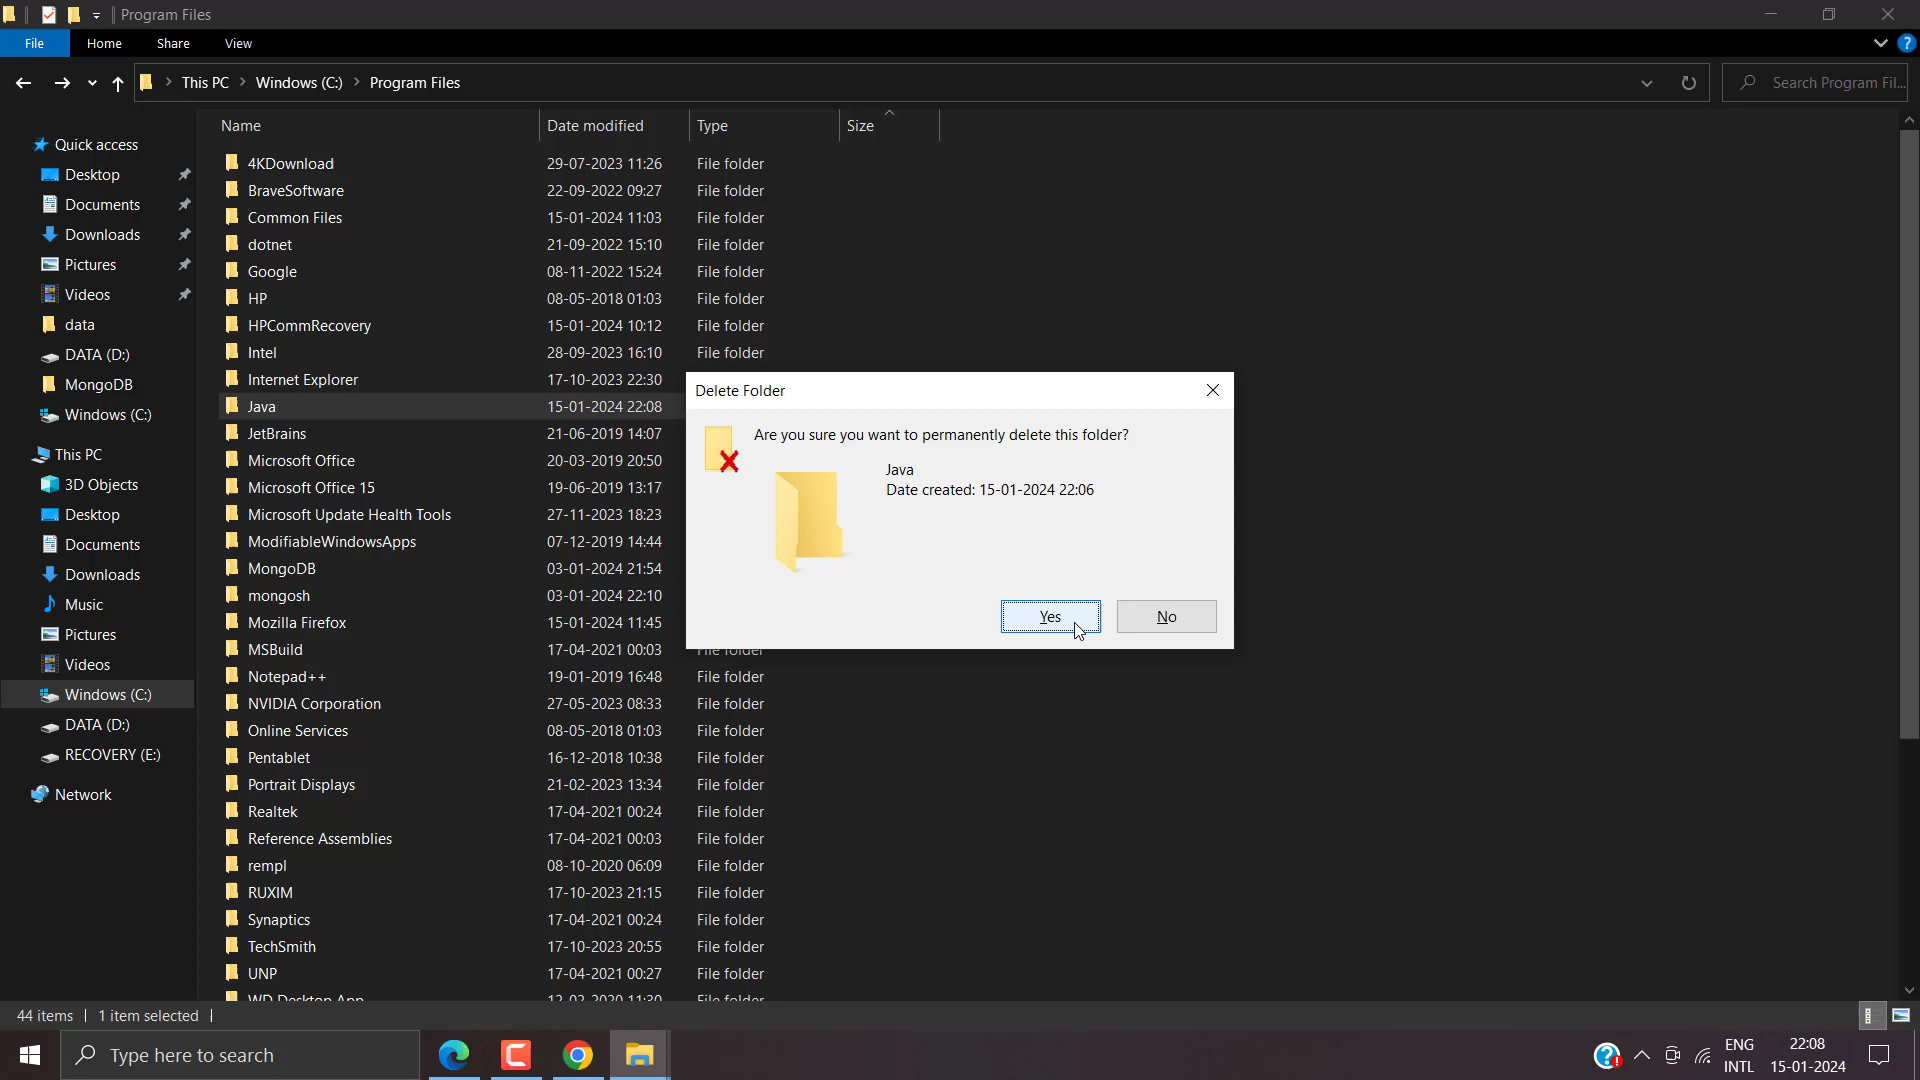 Program Files
File Home Share View
This PC Windows (C:) Program Files
Search Program Fil...
Name Date modified Type Size
Quick access
Desktop
Documents
Downloads
Pictures
Videos
data
DATA (D:)
MongoDB
Windows (C:)
This PC
3D Objects
Desktop
Documents
Downloads
Music
Pictures
Videos
Windows (C:)
DATA (D:)
RECOVERY (E:)
Network
4KDownload 29-07-2023 11:26 File folder
BraveSoftware 22-09-2022 09:27 File folder
Common Files 15-01-2024 11:03 File folder
dotnet 21-09-2022 15:10 File folder
Google 08-11-2022 15:24 File folder
HP 08-05-2018 01:03 File folder
HPCommRecovery 15-01-2024 10:12 File folder
Intel 28-09-2023 16:10 File folder
Internet Explorer 17-10-2023 22:30
Java 15-01-2024 22:08
JetBrains 21-06-2019 14:07
Microsoft Office 20-03-2019 20:50
Microsoft Office 15 19-06-2019 13:17
Microsoft Update Health Tools 27-11-2023 18:23
ModifiableWindowsApps 07-12-2019 14:44
MongoDB 03-01-2024 21:54
mongosh 03-01-2024 22:10
Mozilla Firefox 15-01-2024 11:45
MSBuild 17-04-2021 00:03 File folder
Notepad++ 19-01-2019 16:48 File folder
NVIDIA Corporation 27-05-2023 08:33 File folder
Online Services 08-05-2018 01:03 File folder
Pentablet 16-12-2018 10:38 File folder
Portrait Displays 21-02-2023 13:34 File folder
Realtek 17-04-2021 00:24 File folder
Reference Assemblies 17-04-2021 00:03 File folder
rempl 08-10-2020 06:09 File folder
RUXIM 17-10-2023 21:15 File folder
Synaptics 17-04-2021 00:24 File folder
TechSmith 17-10-2023 20:55 File folder
UNP 17-04-2021 00:27 File folder
WD Desktop App 12-02-2020 11:30 File folder
Delete Folder
Are you sure you want to permanently delete this folder?
Java
Date created: 15-01-2024 22:06
Yes No
44 items 1 item selected
Type here to search
ENG
INTL
22:08
15-01-2024